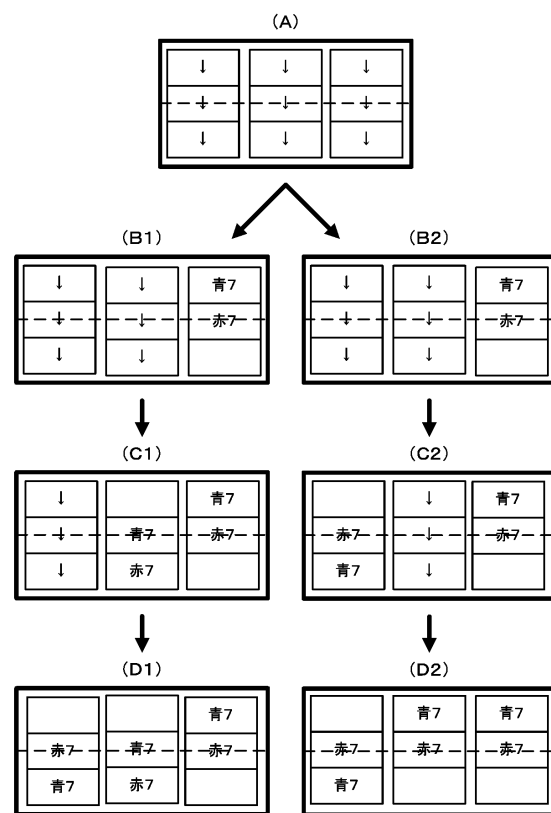 (A)
↓ ↓ ↓
↓ ↓ ↓
↓ ↓ ↓
(B1) (B2)
↓ ↓ 青7 ↓ ↓ 青7
↓ ↓ 赤7 ↓ ↓ 赤7
↓ ↓ ↓ ↓
(C1) (C2)
↓ 青7 ↓ 青7
↓ 青7 赤7 赤7 ↓ 赤7
↓ 赤7 青7 ↓
(D1) (D2)
青7 青7 青7
赤7 青7 赤7 赤7 赤7 赤7
青7 赤7 青7